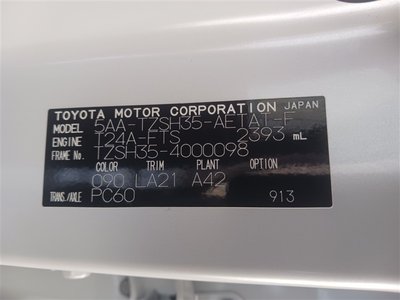 TOYOTA MOTOR CORPORATION JAPAN
MODEL 5AA-TZSH35-AETAT-F
ENGINE T24A-FTS 2393 mL
FRAME No. TZSH35-4000098
COLOR TRIM PLANT OPTION
090 LA21 A42
TRANS./AXLE PC60 913